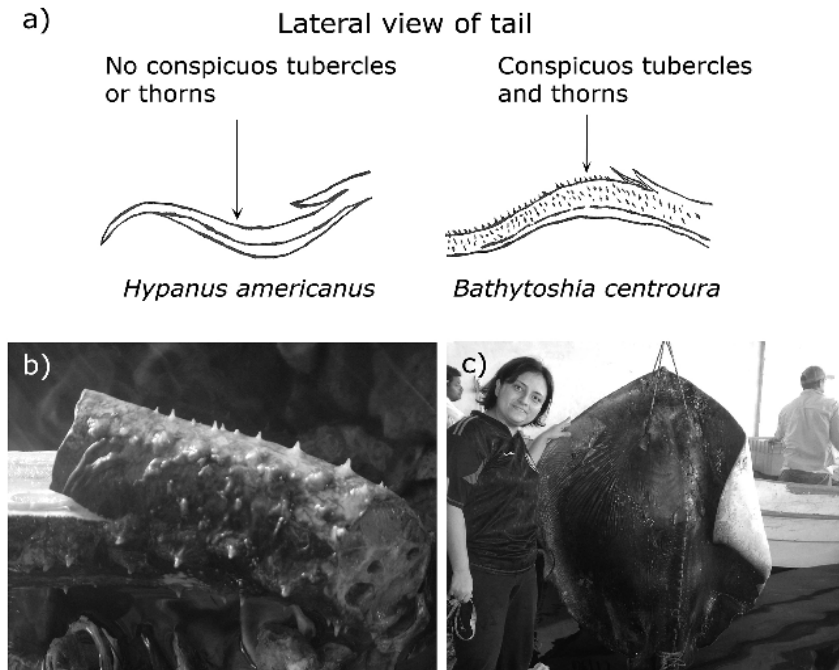 a)
Lateral view of tail
No conspicuos tubercles
or thorns
Conspicuos tubercles
and thorns
Hypanus americanus
Bathytoshia centroura
b)
c)